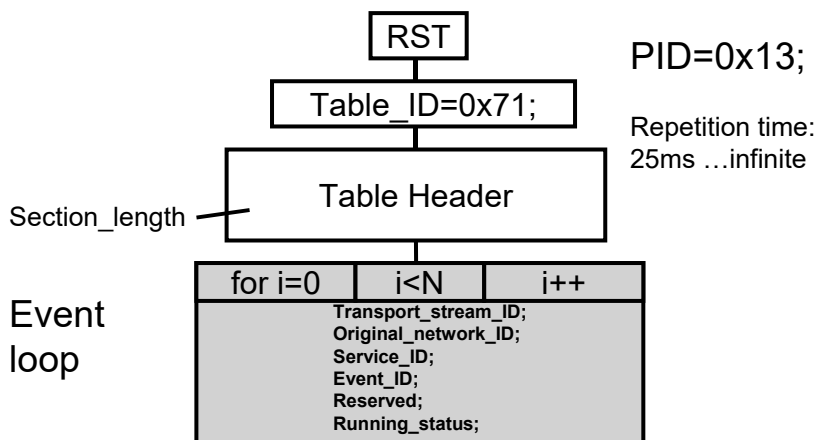 RST
PID=0x13;
Table_ID=0x71;
Repetition time:
25ms …infinite
Table Header
Section_length
for i=0 i<N i++
Event
loop
Transport_stream_ID;
Original_network_ID;
Service_ID;
Event_ID;
Reserved;
Running_status;